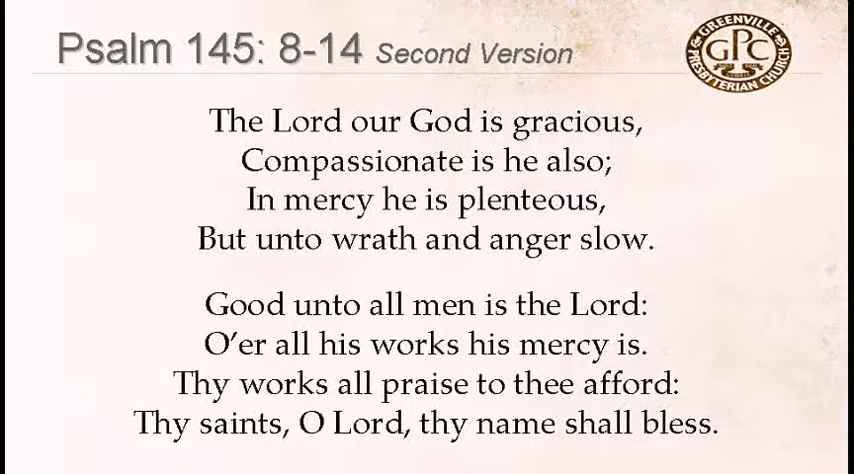 Psalm 145: 8-14 Second Version
GREENVILLE
GPC
PRESBYTERIAN CHURCH
The Lord our God is gracious,
Compassionate is he also;
In mercy he is plenteous,
But unto wrath and anger slow.
Good unto all men is the Lord:
O’er all his works his mercy is.
Thy works all praise to thee afford:
Thy saints, O Lord, thy name shall bless.